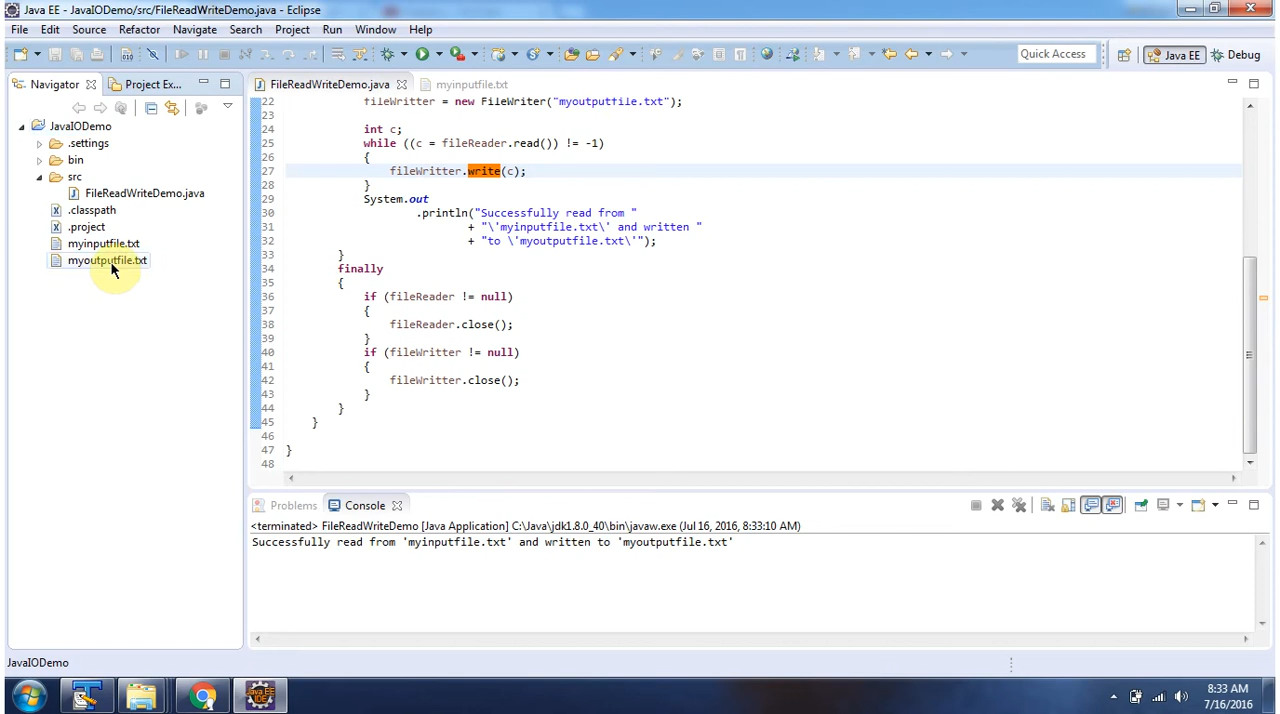 Java EE - JavaIODemo/src/FileReadWriteDemo.java - Eclipse
File Edit Source Refactor Navigate Search Project Run Window Help
Quick Access
Java EE
Debug
Navigator
Project Ex...
FileReadWriteDemo.java
myinputfile.txt
JavaIODemo
.settings
bin
src
FileReadWriteDemo.java
.classpath
.project
myinputfile.txt
myoutputfile.txt
22 fileWritter = new FileWriter("myoutputfile.txt");
23
24 int c;
25 while ((c = fileReader.read()) != -1)
26 {
27 fileWritter.write(c);
28 }
29 System.out
30 .println("Successfully read from "
31 + "\'myinputfile.txt\' and written "
32 + "to \'myoutputfile.txt\'");
33 }
34 finally
35 {
36 if (fileReader != null)
37 {
38 fileReader.close();
39 }
40 if (fileWritter != null)
41 {
42 fileWritter.close();
43 }
44 }
45 }
46
47 }
48
Problems
Console
<terminated> FileReadWriteDemo [Java Application] C:\Java\jdk1.8.0_40\bin\javaw.exe (Jul 16, 2016, 8:33:10 AM)
Successfully read from 'myinputfile.txt' and written to 'myoutputfile.txt'
JavaIODemo
Java EE
IDE
8:33 AM
7/16/2016